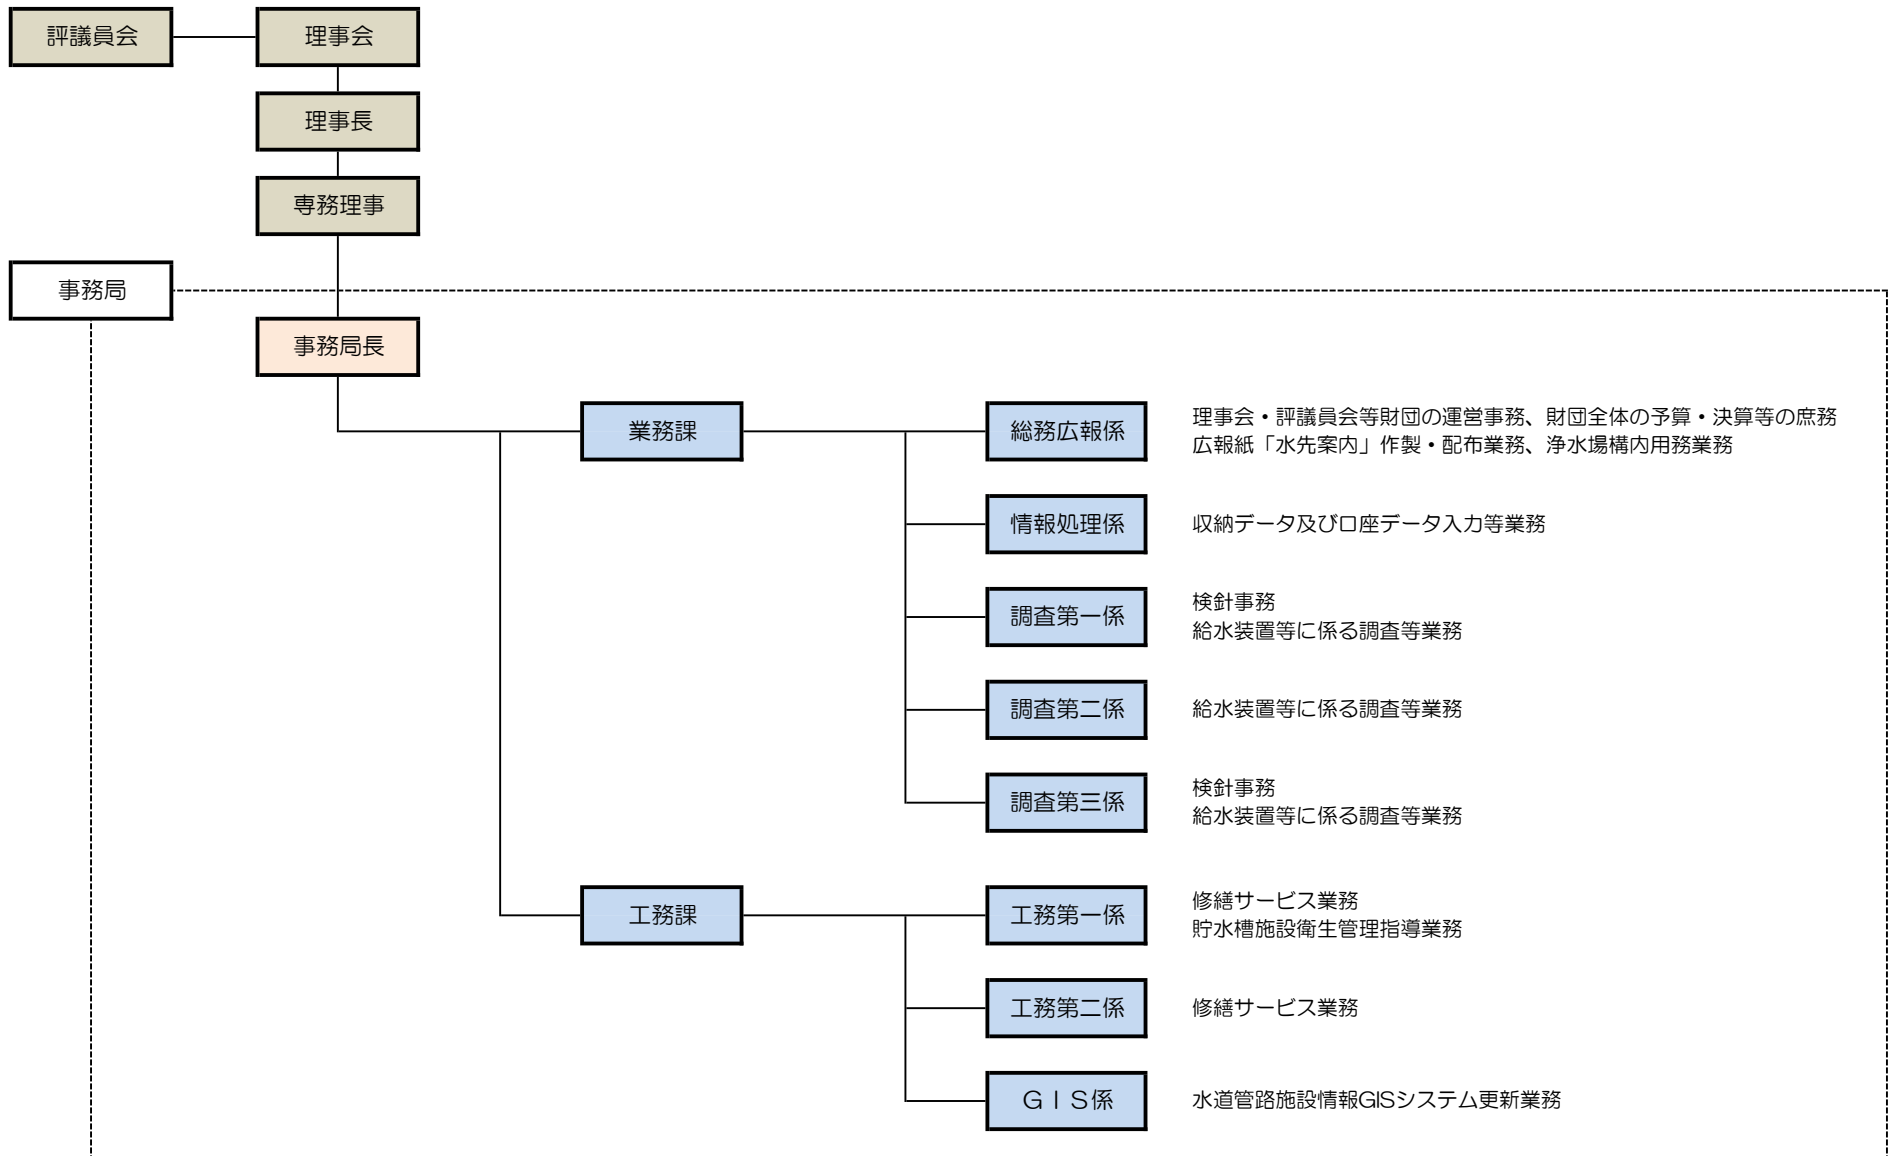 評議員会
理事会
理事長
専務理事
事務局
事務局長
業務課
総務広報係
理事会・評議員会等財団の運営事務、財団全体の予算・決算等の庶務
広報紙「水先案内」作製・配布業務、浄水場構内用務業務
情報処理係
収納データ及び口座データ入力等業務
調査第一係
検針事務
給水装置等に係る調査等業務
調査第二係
給水装置等に係る調査等業務
調査第三係
検針事務
給水装置等に係る調査等業務
工務課
工務第一係
修繕サービス業務
貯水槽施設衛生管理指導業務
工務第二係
修繕サービス業務
ＧＩＳ係
水道管路施設情報GISシステム更新業務